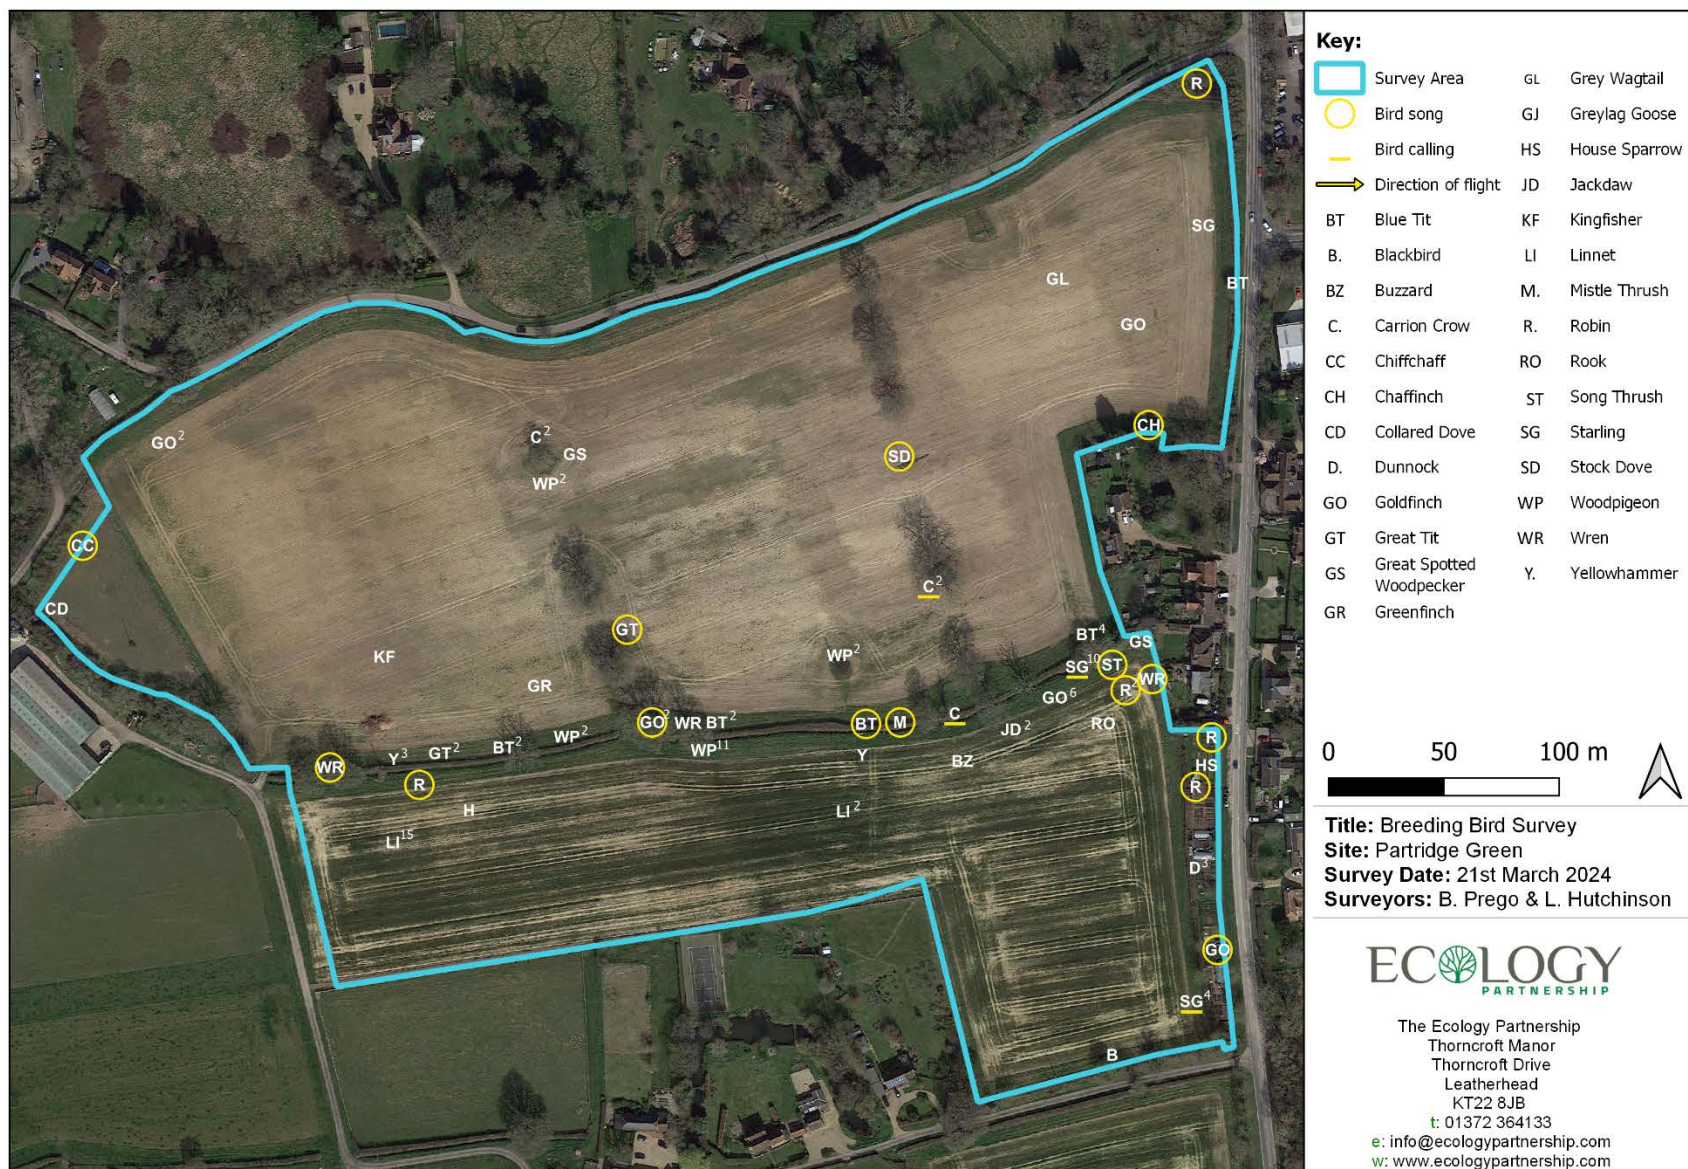 R
SG
GL
BT
GO
CH
GO2
C2
GS
SD
WP2
CC
C2
CD
GT
BT4
GS
KF
WP2
SG10
ST
WR
GR
R2
GO6
GO2
WR BT2
BT
M
C
JD2
RO
R
WP2
Y3
GT2
BT2
WP11
Y
BZ
HS
WR
R
R
H
LI2
LI15
D3
GO
SG4
B
Key:
Survey Area
Bird song
Bird calling
Direction of flight
BT Blue Tit
B. Blackbird
BZ Buzzard
C. Carrion Crow
CC Chiffchaff
CH Chaffinch
CD Collared Dove
D. Dunnock
GO Goldfinch
GT Great Tit
GS Great Spotted
Woodpecker
GR Greenfinch
GL Grey Wagtail
GJ Greylag Goose
HS House Sparrow
JD Jackdaw
KF Kingfisher
LI Linnet
M. Mistle Thrush
R. Robin
RO Rook
ST Song Thrush
SG Starling
SD Stock Dove
WP Woodpigeon
WR Wren
Y. Yellowhammer
0 50 100 m
Title: Breeding Bird Survey
Site: Partridge Green
Survey Date: 21st March 2024
Surveyors: B. Prego & L. Hutchinson
ECOLOGY
PARTNERSHIP
The Ecology Partnership
Thorncroft Manor
Thorncroft Drive
Leatherhead
KT22 8JB
t: 01372 364133
e: info@ecologypartnership.com
w: www.ecologypartnership.com